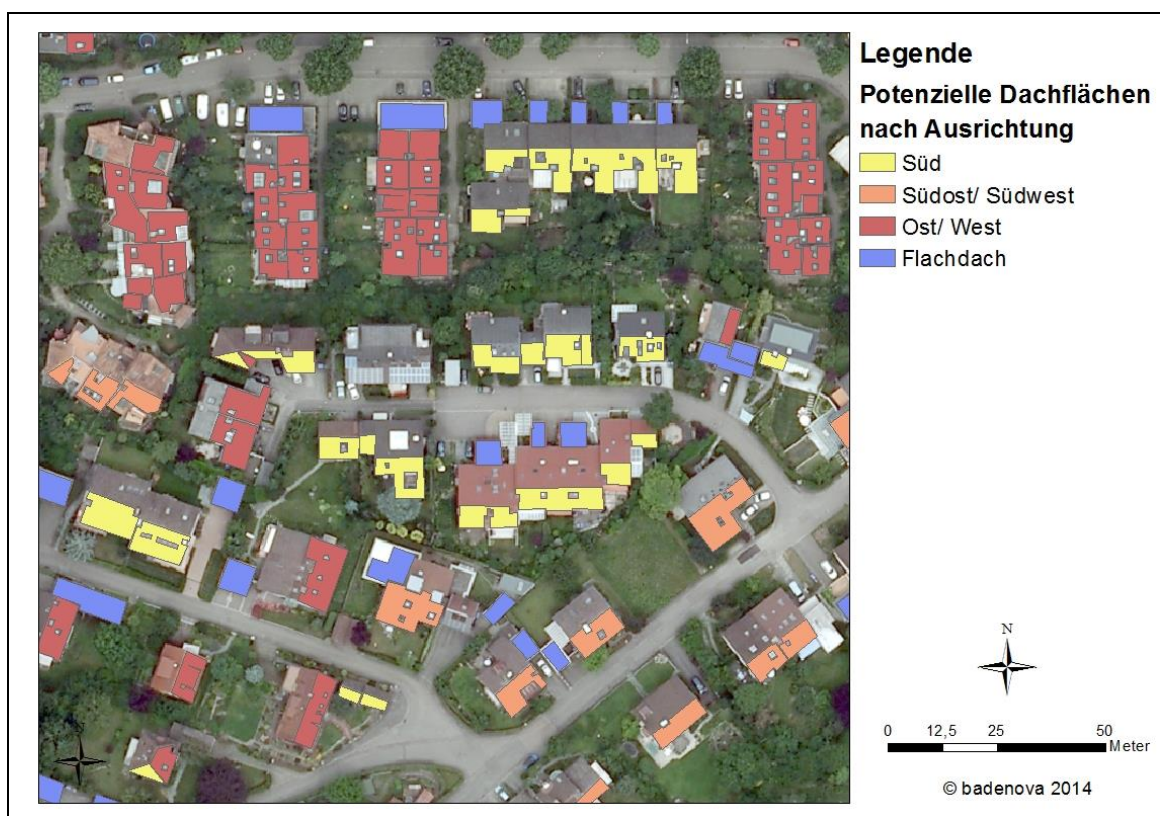 Legende
Potenzielle Dachflächen
nach Ausrichtung
Süd
Südost/ Südwest
Ost/ West
Flachdach
N
0 12,5 25 50
Meter
© badenova 2014